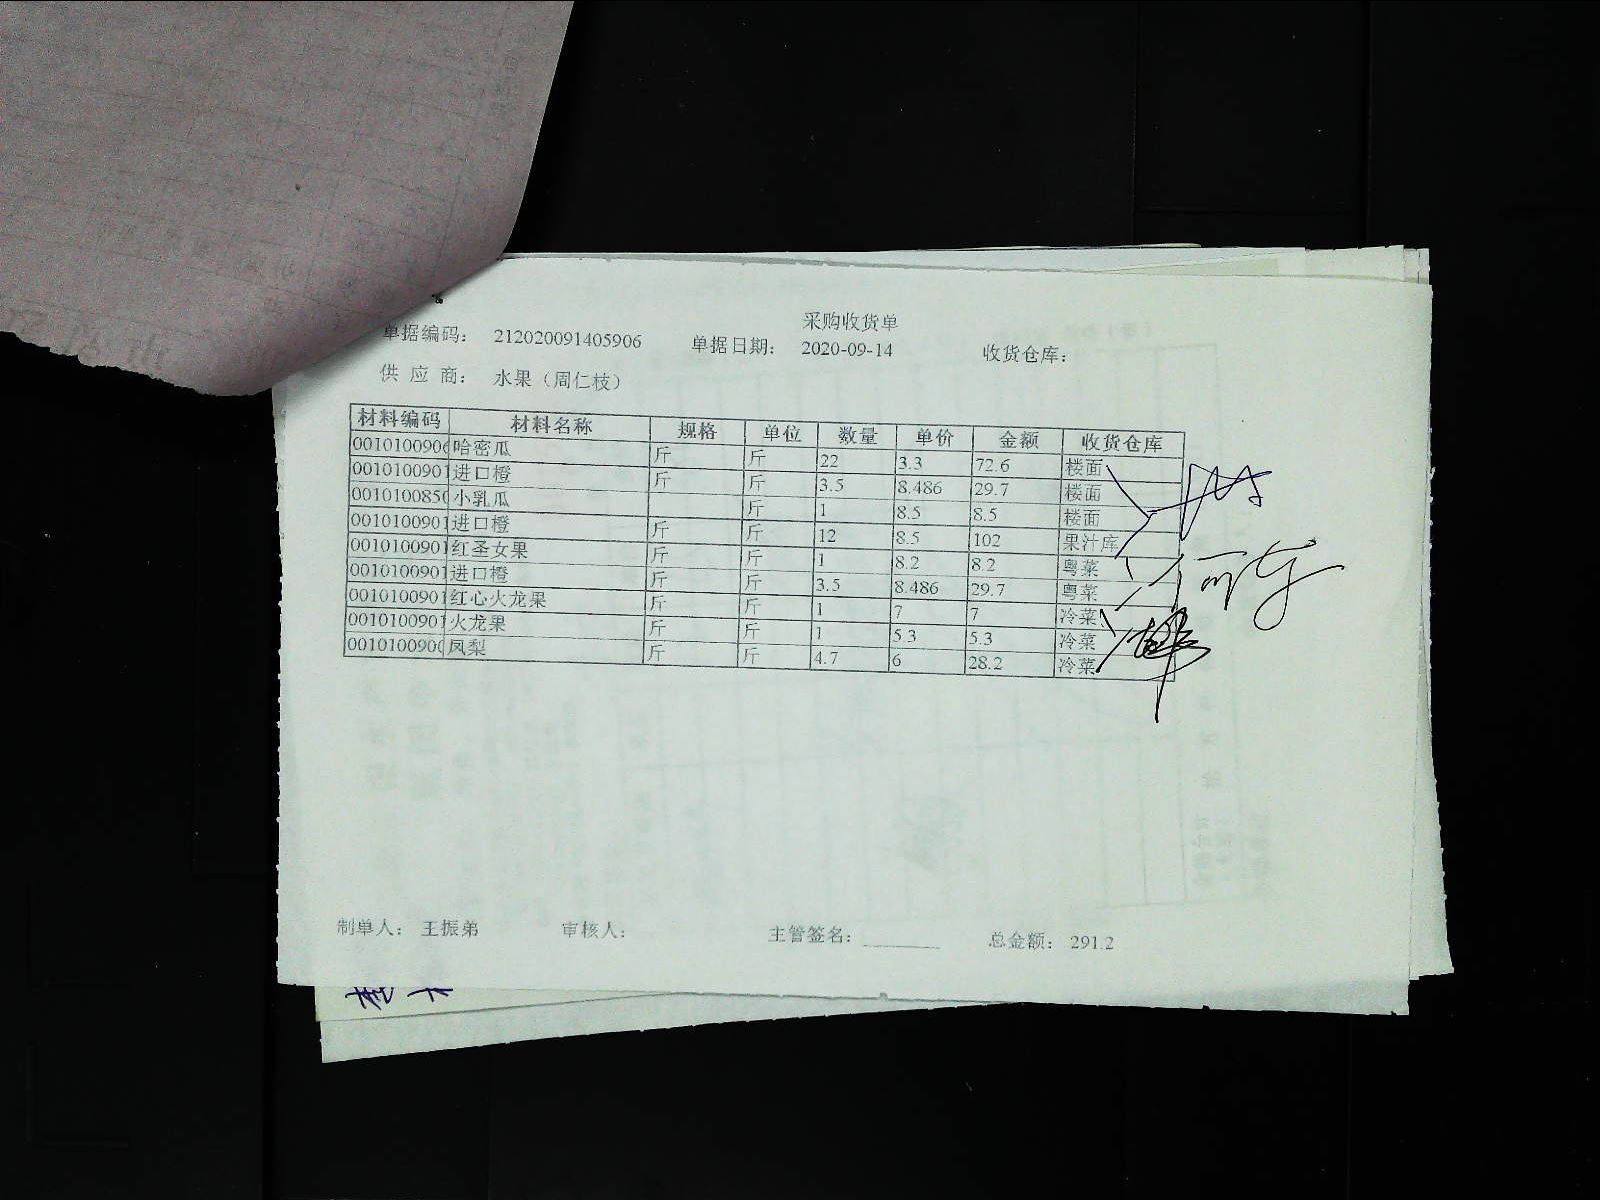 采购收货单
单据编码： 212020091405906 单据日期： 2020-09-14 收货仓库：
供 应 商： 水果（周仁枝）
材料编码 材料名称 规格 单位 数量 单价 金额 收货仓库
0010100906 哈密瓜 斤 斤 22 3.3 72.6 楼面
0010100901 进口橙 斤 斤 3.5 8.486 29.7 楼面
0010100850 小乳瓜 斤 1 8.5 8.5 楼面
0010100901 进口橙 斤 斤 12 8.5 102 果汁库
0010100901 红圣女果 斤 斤 1 8.2 8.2 粤菜
0010100901 进口橙 斤 斤 3.5 8.486 29.7 粤菜
0010100901 红心火龙果 斤 斤 1 7 7 冷菜
0010100901 火龙果 斤 斤 1 5.3 5.3 冷菜
0010100900 凤梨 斤 斤 4.7 6 28.2 冷菜
制单人： 王振弟 审核人： 主管签名： 总金额： 291.2